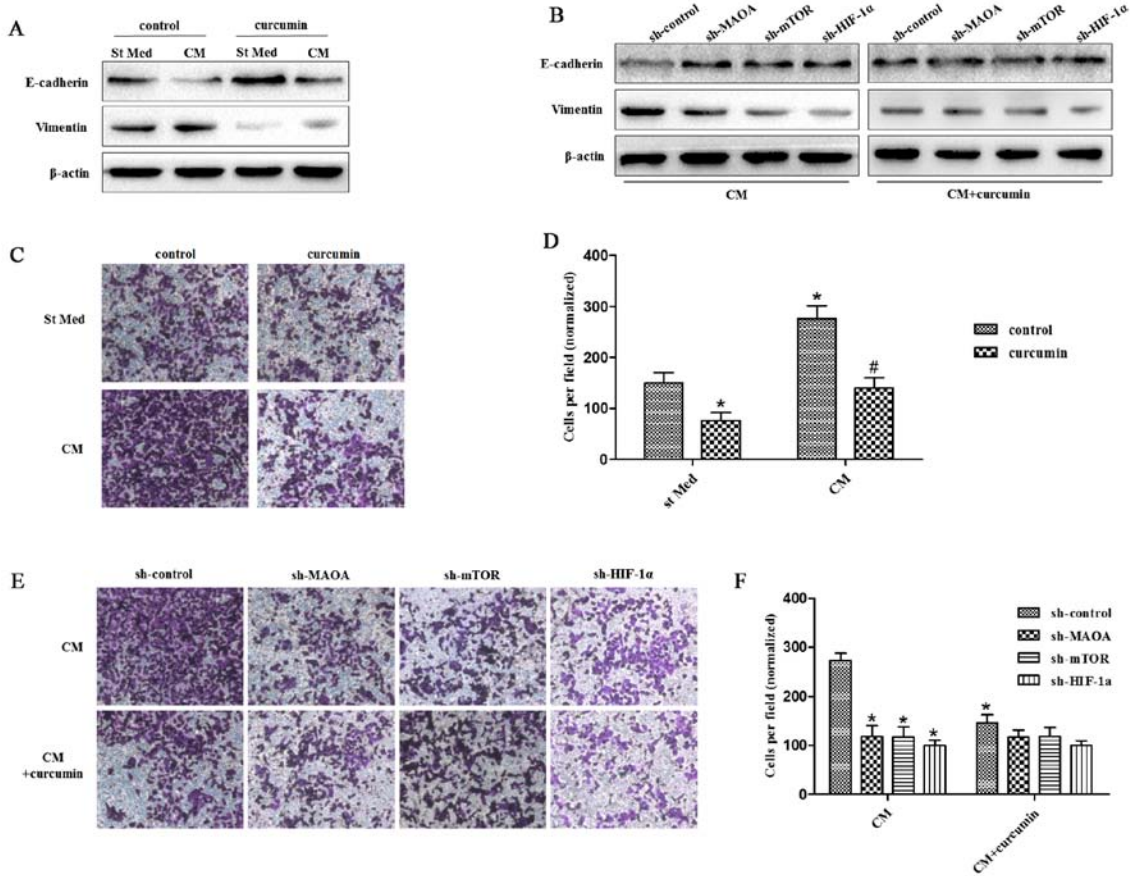 A
control
curcumin
St Med
CM
St Med
CM
E-cadherin
Vimentin
β-actin
B
sh-control
sh-MAOA
sh-mTOR
sh-HIF-1α
sh-control
sh-MAOA
sh-mTOR
sh-HIF-1α
E-cadherin
Vimentin
β-actin
CM
CM+curcumin
C
control
curcumin
St Med
CM
D
Cells per field (normalized)
400
300
200
100
0
*
*
#
st Med
CM
control
curcumin
E
sh-control
sh-MAOA
sh-mTOR
sh-HIF-1α
CM
CM
+curcumin
F
Cells per field (normalized)
400
300
200
100
0
*
*
*
*
CM
CM+curcumin
sh-control
sh-MAOA
sh-mTOR
sh-HIF-1a